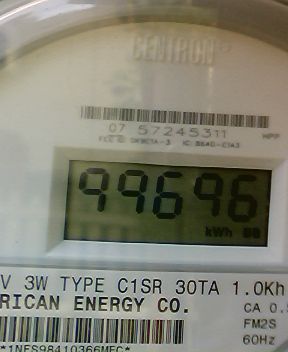 CENTRON
07 57245311 HPP
99696
kWh
V 3W TYPE C1SR 30TA 1.0Kh
RICAN ENERGY CO.
CA 0.5
FM2S
60Hz